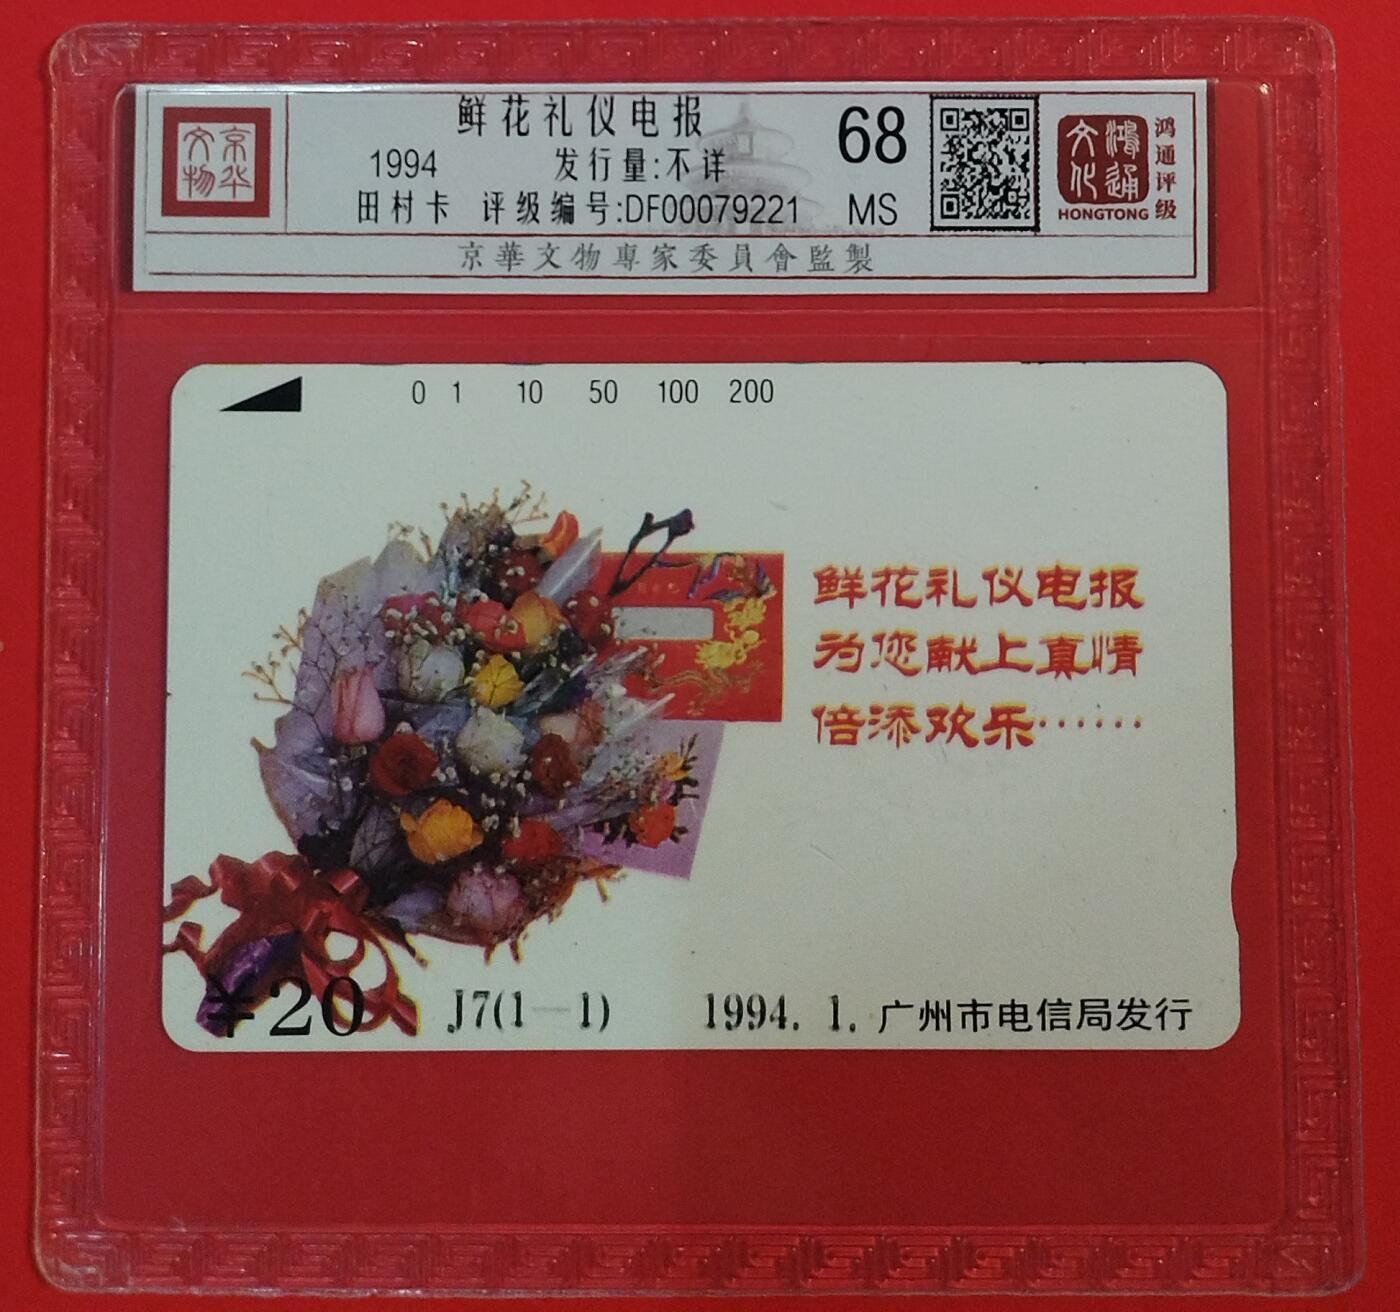 京华
文物
鲜花礼仪电报
1994 发行量:不详
田村卡 评级编号:DF00079221
68
MS
鸿通
文化
HONGTONG
鸿通评级
京華文物專家委員會監製
0 1 10 50 100 200
鲜花礼仪电报
为您献上真情
倍添欢乐······
¥20 J7(1—1) 1994. 1. 广州市电信局发行